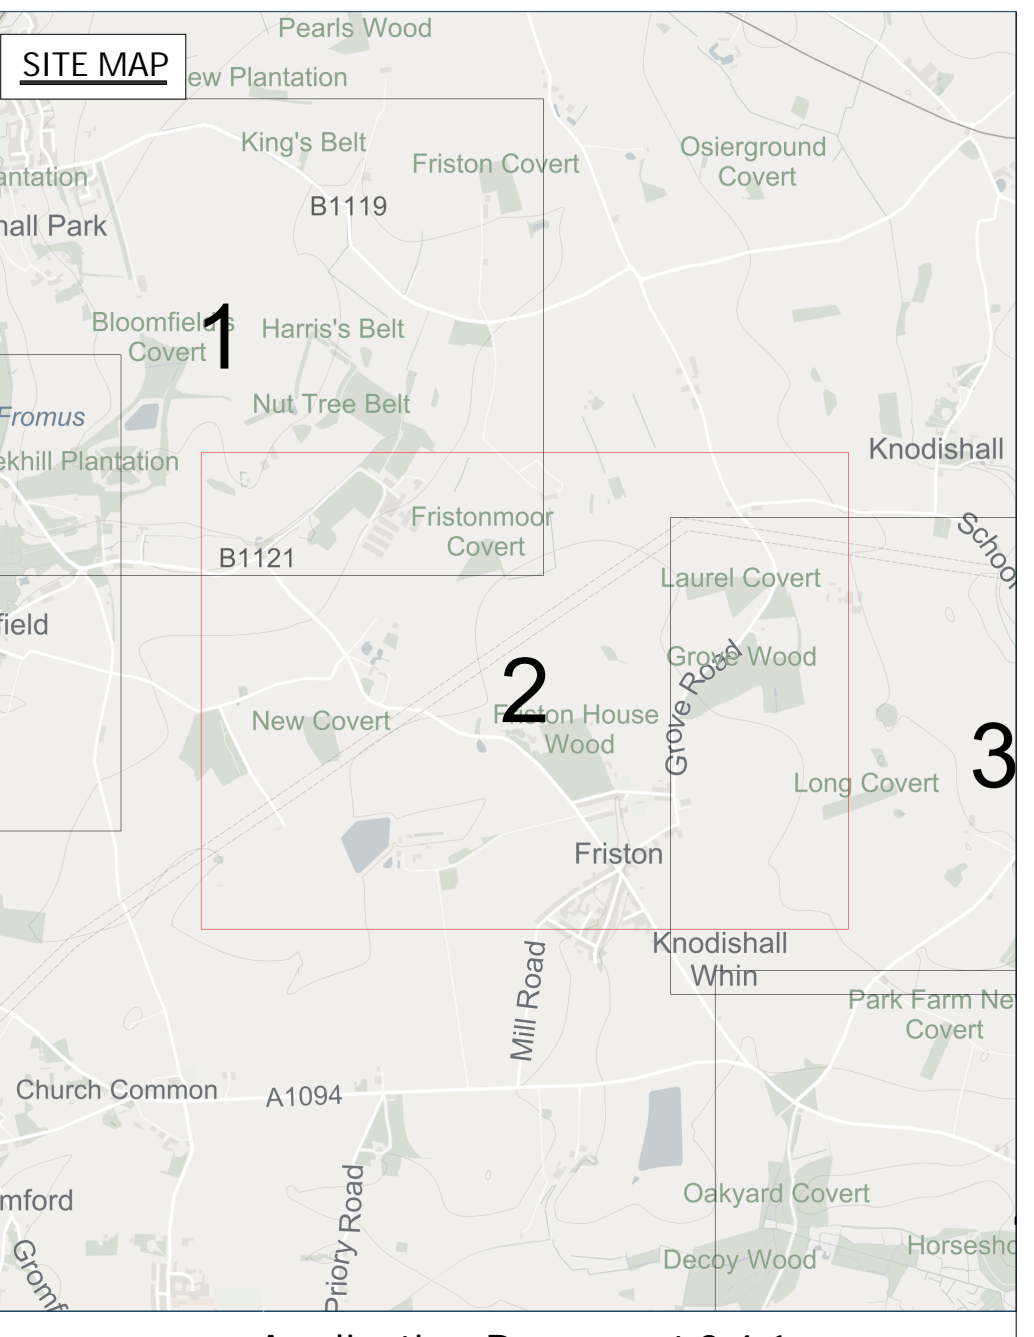 Pearls Wood
SITE MAP
ew Plantation
King's Belt
Friston Covert
Osierground
Covert
antation
B1119
hall Park
Bloomfield's
Covert
1
Harris's Belt
Nut Tree Belt
Fromus
Knodishall
ekhill Plantation
Fristonmoor
Covert
School
B1121
Laurel Covert
field
Grove Wood
Grove Road
2
New Covert
Friston House
Wood
3
Long Covert
Friston
Knodishall
Whin
Mill Road
Park Farm Ne
Covert
Church Common
A1094
Priory Road
Oakyard Covert
mford
Gromf
Decoy Wood
Horsesho